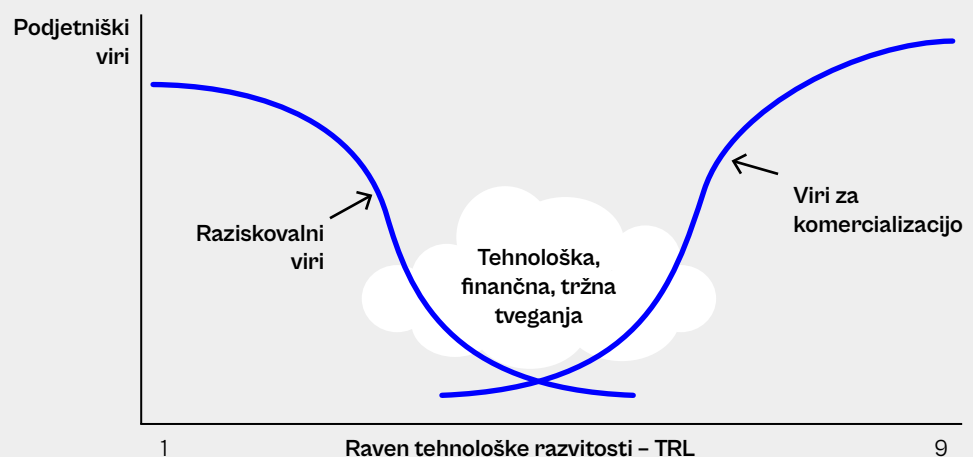 Podjetniški
viri
Raziskovalni
viri
Tehnološka,
finančna, tržna
tveganja
Viri za
komercializacijo
1
Raven tehnološke razvitosti – TRL
9